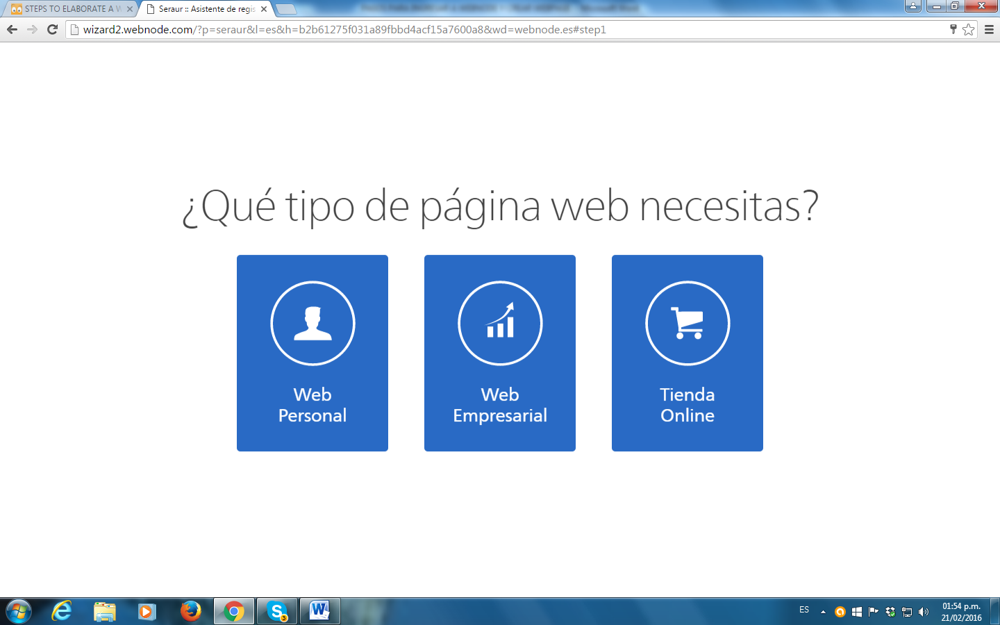 STEPS TO ELABORATE A W
Seraur :: Asistente de regis
wizard2.webnode.com/?p=seraur&l=es&h=b2b61275f031a89fbbd4acf15a7600a8&wd=webnode.es#step1
¿Qué tipo de página web necesitas?
Web
Personal
Web
Empresarial
Tienda
Online
ES
01:54 p.m.
21/02/2016
3